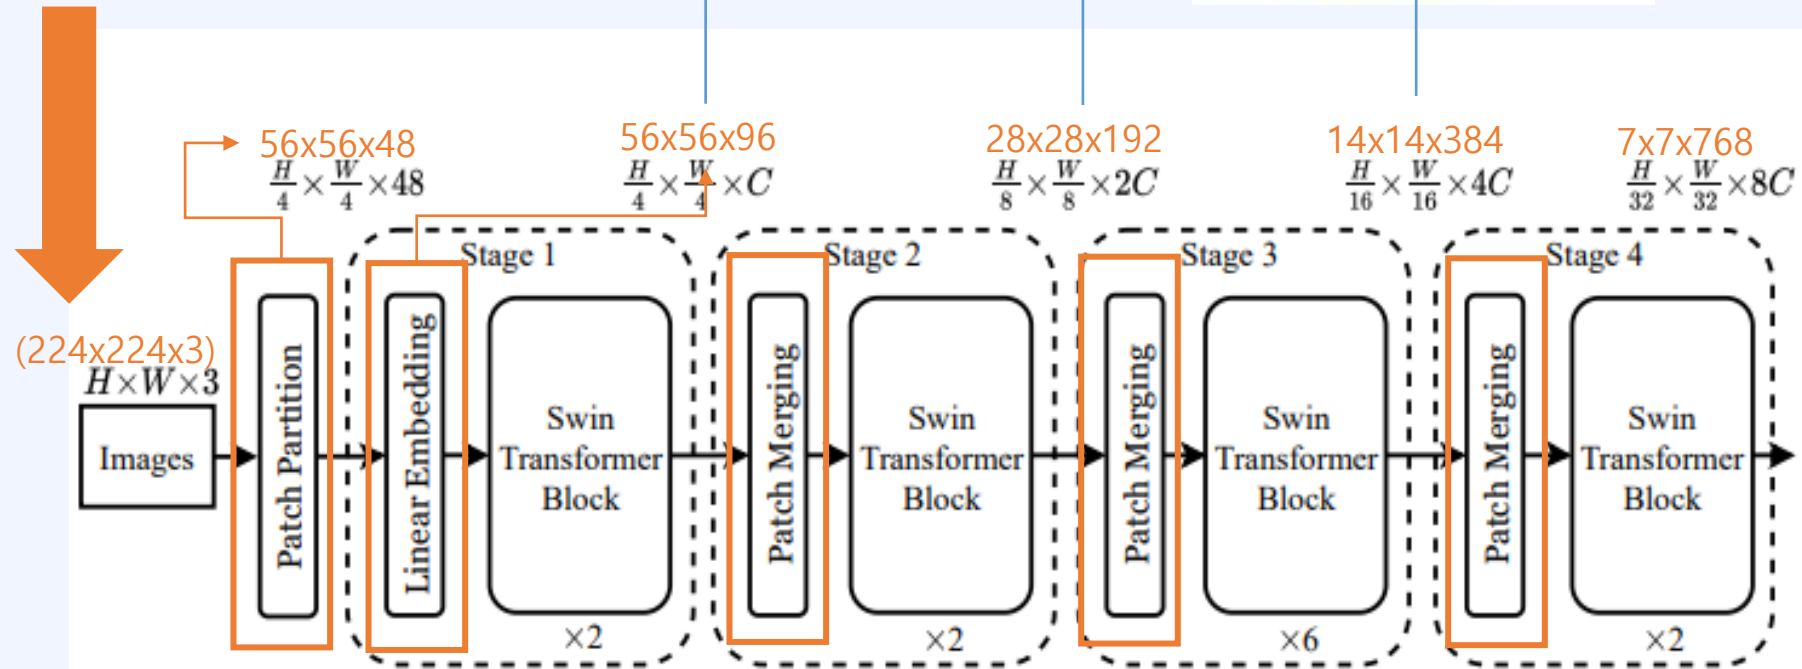 56x56x48
56x56x96
28x28x192
14x14x384
7x7x768
H/4 × W/4 × 48
H/4 × W/4 × C
H/8 × W/8 × 2C
H/16 × W/16 × 4C
H/32 × W/32 × 8C
Stage 1
Stage 2
Stage 3
Stage 4
(224x224x3)
H×W×3
Images
Patch Partition
Linear Embedding
Swin
Transformer
Block
×2
Patch Merging
Swin
Transformer
Block
×2
Patch Merging
Swin
Transformer
Block
×6
Patch Merging
Swin
Transformer
Block
×2